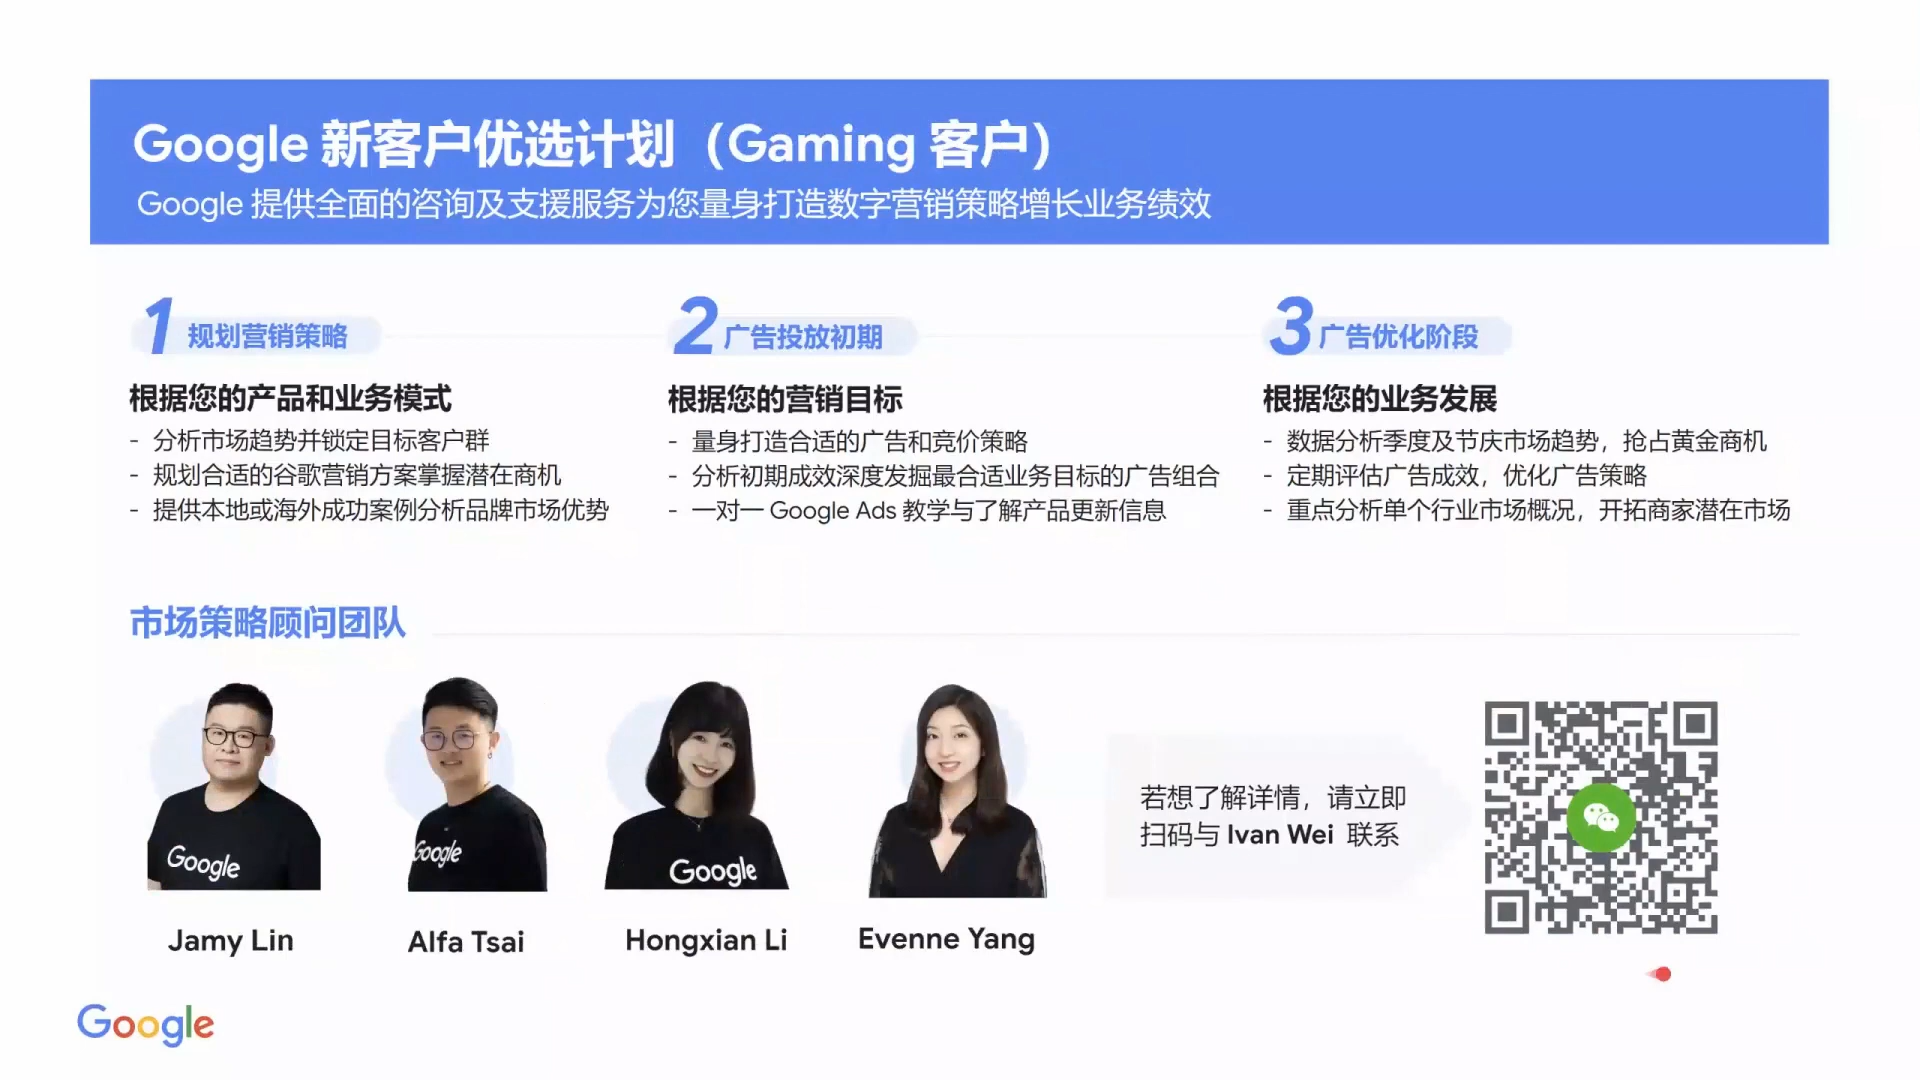 Google 新客户优选计划（Gaming 客户）
Google 提供全面的咨询及支援服务为您量身打造数字营销策略增长业务绩效
1 规划营销策略
根据您的产品和业务模式
- 分析市场趋势并锁定目标客户群
- 规划合适的谷歌营销方案掌握潜在商机
- 提供本地或海外成功案例分析品牌市场优势
2 广告投放初期
根据您的营销目标
- 量身打造合适的广告和竞价策略
- 分析初期成效深度发掘最合适业务目标的广告组合
- 一对一 Google Ads 教学与了解产品更新信息
3 广告优化阶段
根据您的业务发展
- 数据分析季度及节庆市场趋势，抢占黄金商机
- 定期评估广告成效，优化广告策略
- 重点分析单个行业市场概况，开拓商家潜在市场
市场策略顾问团队
Google
Google
Google
Jamy Lin
Alfa Tsai
Hongxian Li
Evenne Yang
若想了解详情，请立即
扫码与 Ivan Wei 联系
Google